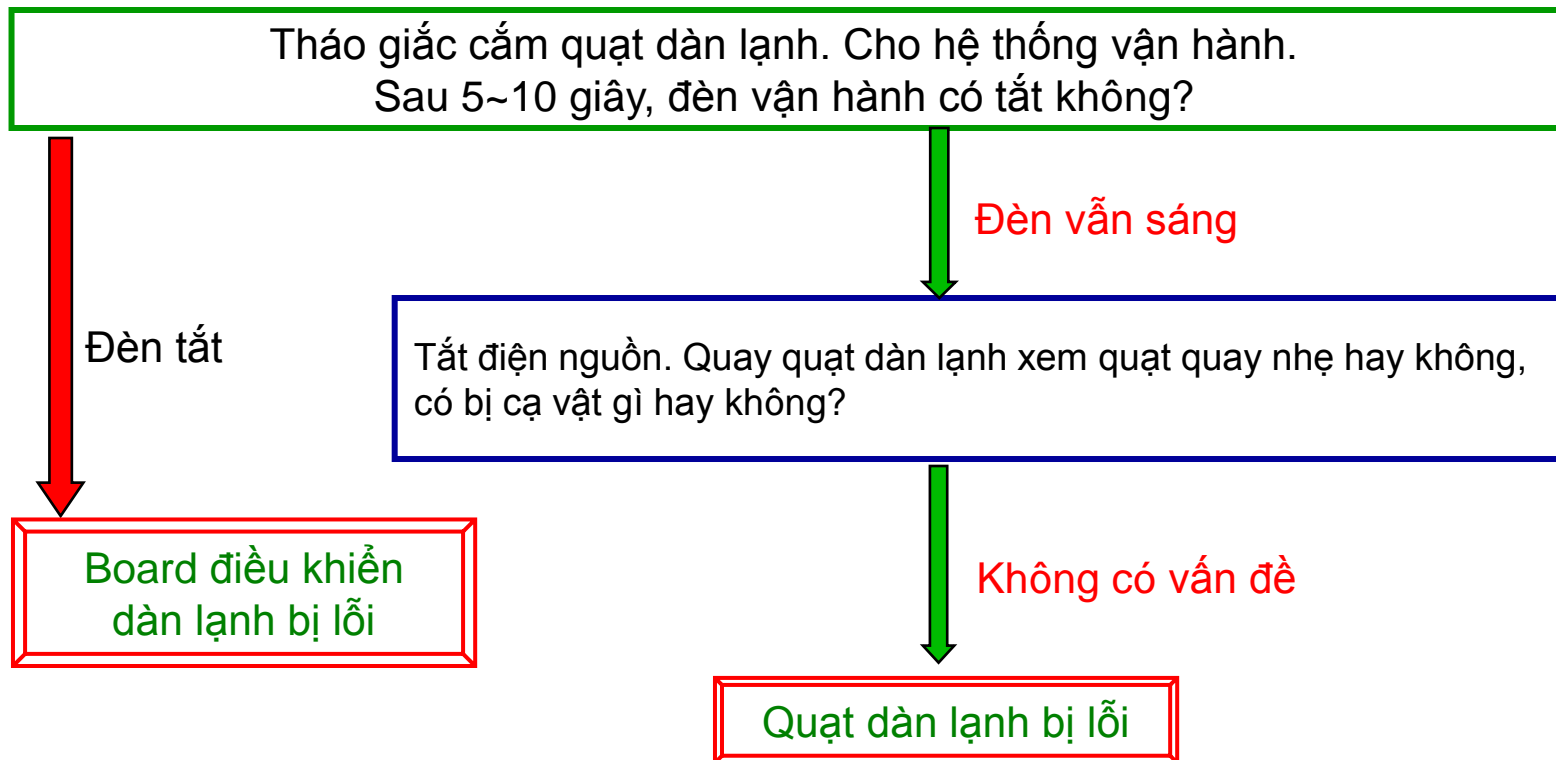 Tháo giắc cắm quạt dàn lạnh. Cho hệ thống vận hành.
Sau 5~10 giây, đèn vận hành có tắt không?
Đèn vẫn sáng
Đèn tắt
Tắt điện nguồn. Quay quạt dàn lạnh xem quạt quay nhẹ hay không,
có bị cạ vật gì hay không?
Board điều khiển
dàn lạnh bị lỗi
Không có vấn đề
Quạt dàn lạnh bị lỗi